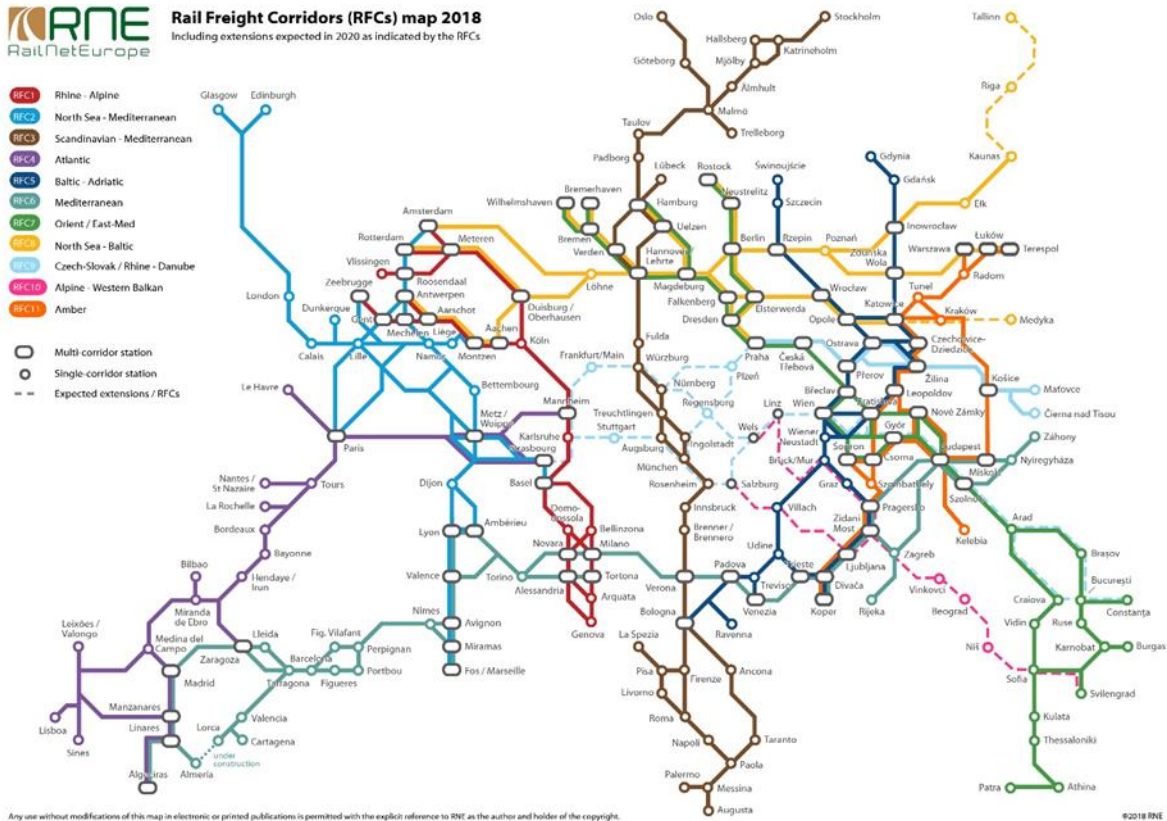 RNE
RailNetEurope
Rail Freight Corridors (RFCs) map 2018
Including extensions expected in 2020 as indicated by the RFCs
RFC1 Rhine - Alpine
RFC2 North Sea - Mediterranean
RFC3 Scandinavian - Mediterranean
RFC4 Atlantic
RFC5 Baltic - Adriatic
RFC6 Mediterranean
RFC7 Orient / East-Med
RFC8 North Sea - Baltic
RFC9 Czech-Slovak / Rhine - Danube
RFC10 Alpine - Western Balkan
RFC11 Amber
Multi-corridor station
Single-corridor station
Expected extensions / RFCs
Oslo
Stockholm
Tallinn
Hallsberg
Katrineholm
Göteborg
Mjölby
Älmhult
Riga
Glasgow
Edinburgh
Malmö
Taulov
Trelleborg
Padborg
Gdynia
Kaunas
Lübeck
Rostock
Świnoujście
Gdańsk
Bremerhaven
Wilhelmshaven
Neustrelitz
Szczecin
Ełk
Hamburg
Amsterdam
Uelzen
Inowrocław
Bremen
Rotterdam
Meteren
Verden
Hannover
Lehrte
Berlin
Rzepin
Poznań
Zduńska
Wola
Warszawa
Łuków
Terespol
Vlissingen
Roosendaal
Löhne
Magdeburg
Radom
Zeebrugge
Antwerpen
London
Dunkerque
Aarschot
Duisburg /
Oberhausen
Falkenberg
Elsterwerda
Wrocław
Tunel
Katowice
Gent
Mechelen
Liège
Aachen
Dresden
Opole
Kraków
Medyka
Calais
Lille
Namur
Montzen
Köln
Fulda
Praha
Česká
Třebová
Ostrava
Czechowice-
Dziedzice
Frankfurt/Main
Würzburg
Plzeň
Přerov
Žilina
Košice
Maťovce
Čierna nad Tisou
Le Havre
Bettembourg
Nürnberg
Regensburg
Břeclav
Leopoldov
Metz /
Woippy
Mannheim
Treuchtlingen
Stuttgart
Linz
Wien
Bratislava
Nové Zámky
Paris
Strasbourg
Karlsruhe
Augsburg
Ingolstadt
Wels
Wiener
Neustadt
Győr
Sopron
Csorna
Budapest
Miskolc
Záhony
Nyíregyháza
München
Bruck/Mur
Nantes /
St Nazaire
Tours
Dijon
Basel
Rosenheim
Salzburg
Graz
Szombathely
Szolnok
La Rochelle
Domo-
dossola
Innsbruck
Villach
Pragersko
Bordeaux
Lyon
Ambérieu
Bellinzona
Brenner /
Brennero
Zidani
Most
Kelebia
Arad
Bayonne
Novara
Milano
Udine
Ljubljana
Zagreb
Brașov
Bilbao
Hendaye /
Irun
Valence
Torino
Alessandria
Tortona
Verona
Padova
Treviso
Trieste
Divača
Vinkovci
București
Miranda
de Ebro
Nîmes
Arquata
Venezia
Koper
Rijeka
Beograd
Craiova
Constanța
Leixões /
Valongo
Medina del
Campo
Lleida
Fig. Vilafant
Avignon
Genova
Bologna
Ravenna
Vidin
Ruse
Zaragoza
Barcelona
Perpignan
Miramas
La Spezia
Niš
Karnobat
Burgas
Madrid
Tarragona
Figueres
Portbou
Fos / Marseille
Pisa
Firenze
Ancona
Sofia
Svilengrad
Livorno
Manzanares
Valencia
Lisboa
Linares
Lorca
Cartagena
Roma
Kulata
Sines
under
construction
Napoli
Taranto
Thessaloniki
Algeciras
Almería
Paola
Palermo
Messina
Patra
Athina
Augusta
Any use without modifications of this map in electronic or printed publications is permitted with the explicit reference to RNE as the author and holder of the copyright.
©2018 RNE